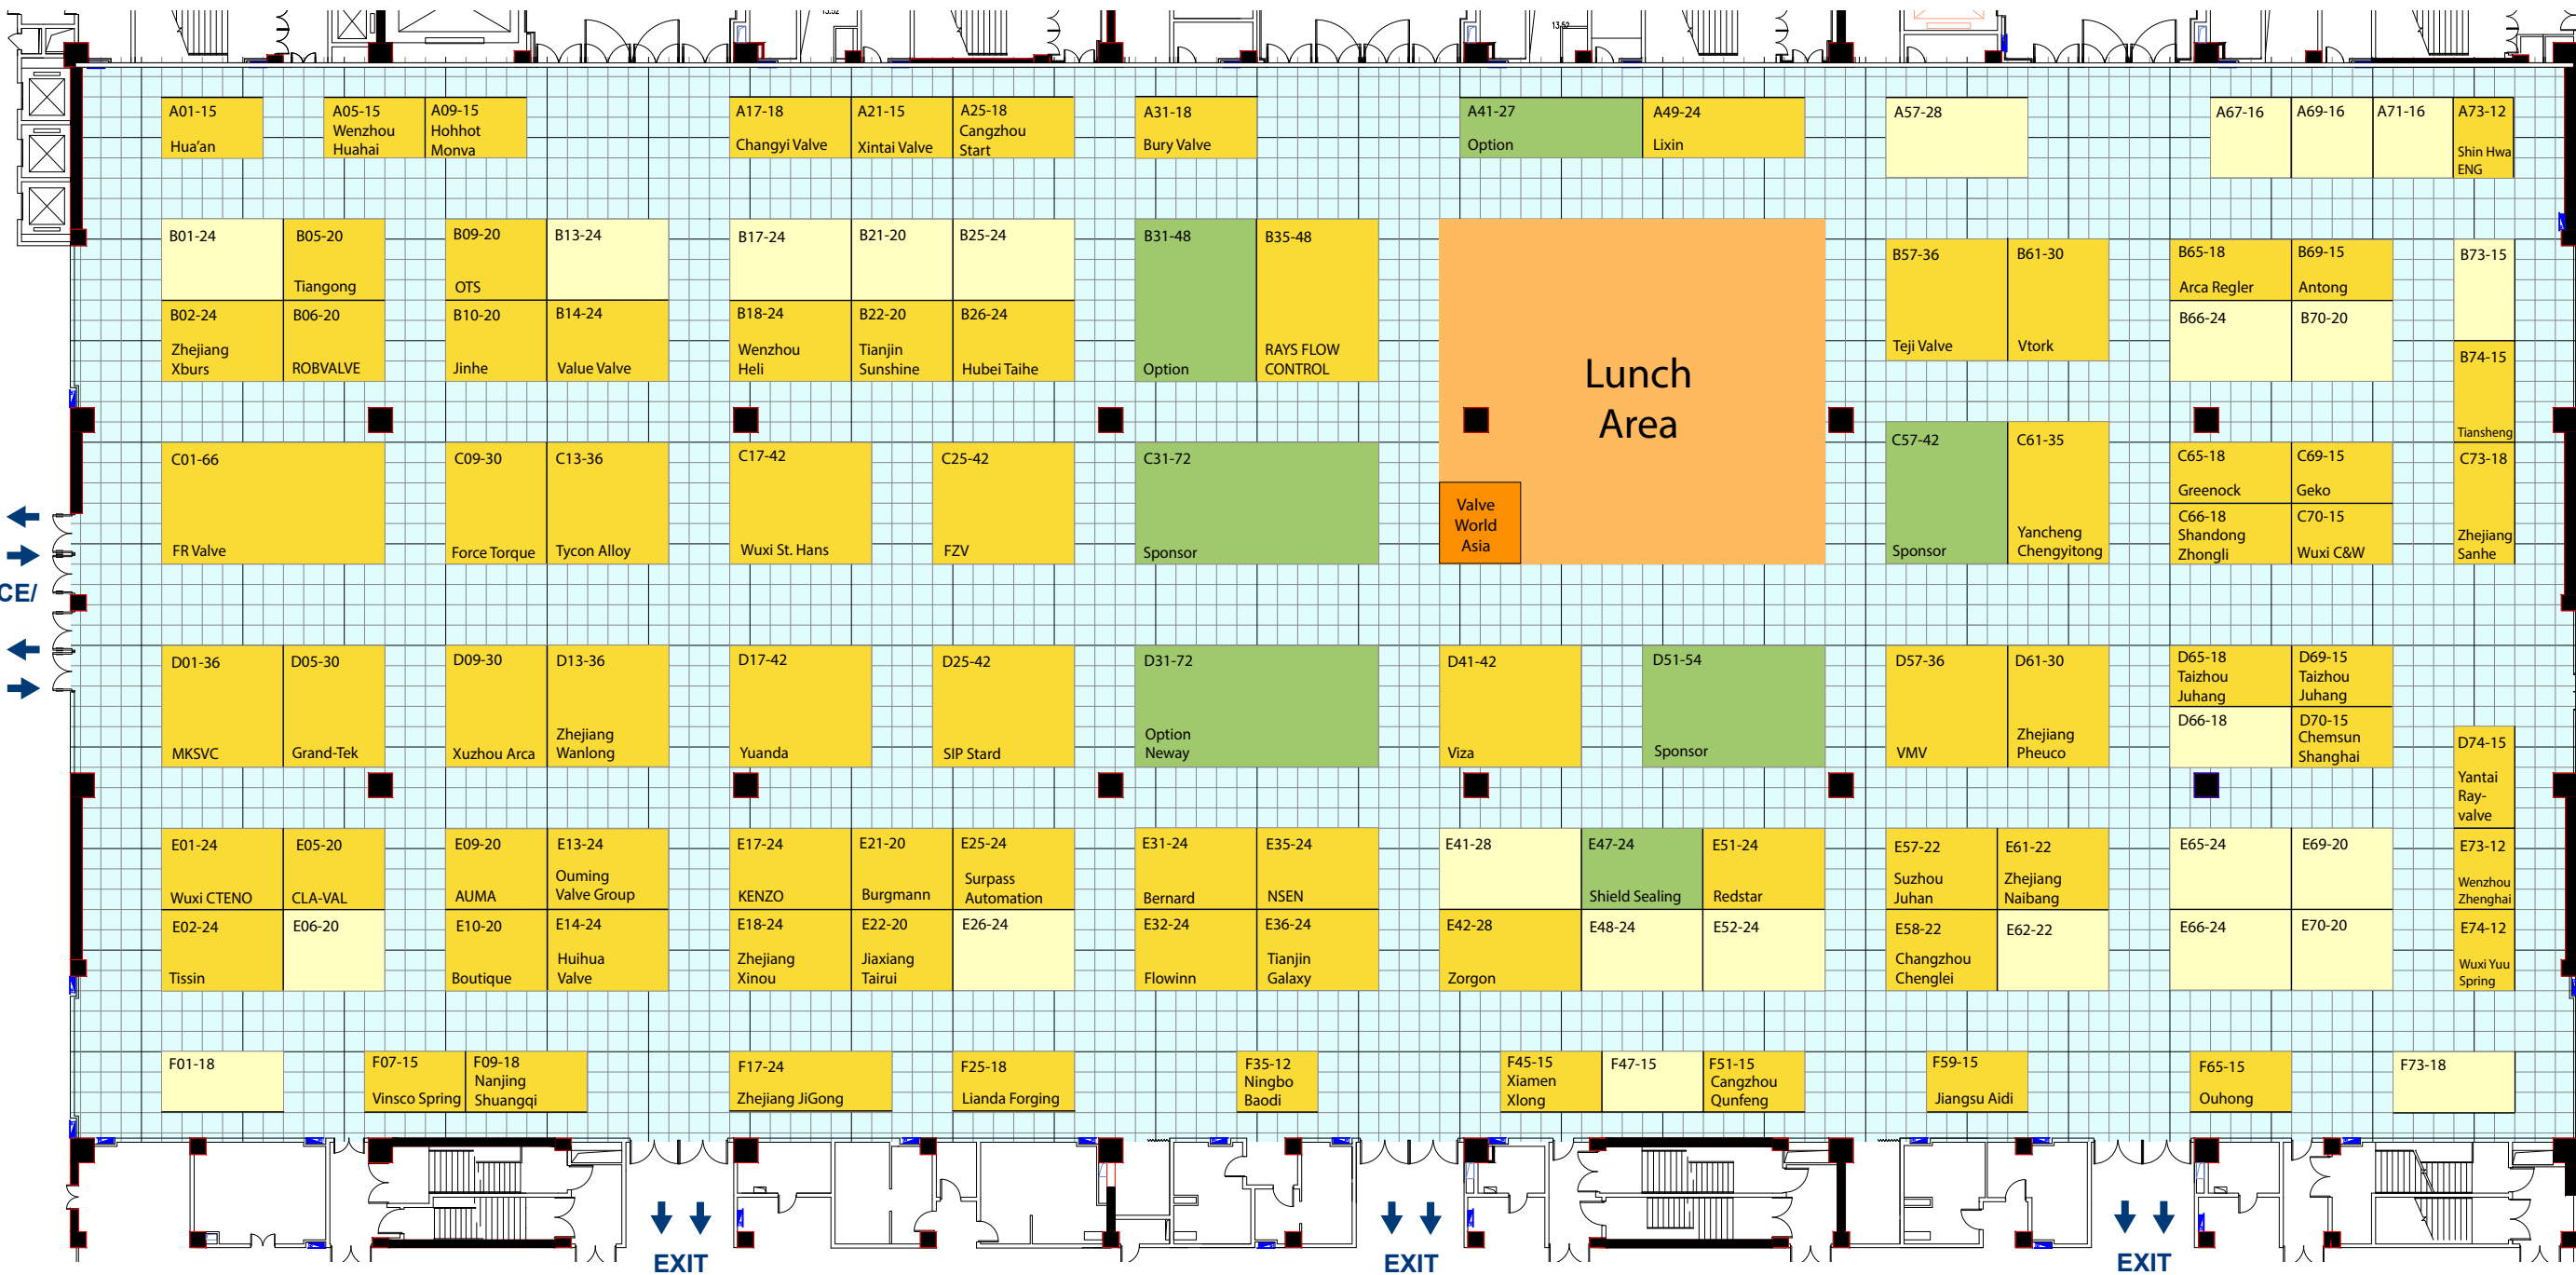 13.52
13.52
A01-15
Hua'an
A05-15
Wenzhou
Huahai
A09-15
Hohhot
Monva
A17-18
Changyi Valve
A21-15
Xintai Valve
A25-18
Cangzhou
Start
A31-18
Bury Valve
A41-27
Option
A49-24
Lixin
A57-28
A67-16
A69-16
A71-16
A73-12
Shin Hwa
ENG
B01-24
B05-20
Tiangong
B09-20
OTS
B13-24
B17-24
B21-20
B25-24
B31-48
Option
B35-48
RAYS FLOW
CONTROL
B57-36
Teji Valve
B61-30
Vtork
B65-18
Arca Regler
B69-15
Antong
B73-15
B02-24
Zhejiang
Xburs
B06-20
ROBVALVE
B10-20
Jinhe
B14-24
Value Valve
B18-24
Wenzhou
Heli
B22-20
Tianjin
Sunshine
B26-24
Hubei Taihe
Lunch
Area
B66-24
B70-20
B74-15
Tiansheng
C01-66
FR Valve
C09-30
Force Torque
C13-36
Tycon Alloy
C17-42
Wuxi St. Hans
C25-42
FZV
C31-72
Sponsor
Valve
World
Asia
C57-42
Sponsor
C61-35
Yancheng
Chengyitong
C65-18
Greenock
C69-15
Geko
C73-18
Zhejiang
Sanhe
C66-18
Shandong
Zhongli
C70-15
Wuxi C&W
CE/
D01-36
MKSVC
D05-30
Grand-Tek
D09-30
Xuzhou Arca
D13-36
Zhejiang
Wanlong
D17-42
Yuanda
D25-42
SIP Stard
D31-72
Option
Neway
D41-42
Viza
D51-54
Sponsor
D57-36
VMV
D61-30
Zhejiang
Pheuco
D65-18
Taizhou
Juhang
D69-15
Taizhou
Juhang
D66-18
D70-15
Chemsun
Shanghai
D74-15
Yantai
Ray-
valve
E01-24
Wuxi CTENO
E05-20
CLA-VAL
E09-20
AUMA
E13-24
Ouming
Valve Group
E17-24
KENZO
E21-20
Burgmann
E25-24
Surpass
Automation
E31-24
Bernard
E35-24
NSEN
E41-28
E47-24
Shield Sealing
E51-24
Redstar
E57-22
Suzhou
Juhan
E61-22
Zhejiang
Naibang
E65-24
E69-20
E73-12
Wenzhou
Zhenghai
E02-24
Tissin
E06-20
E10-20
Boutique
E14-24
Huihua
Valve
E18-24
Zhejiang
Xinou
E22-20
Jiaxiang
Tairui
E26-24
E32-24
Flowinn
E36-24
Tianjin
Galaxy
E42-28
Zorgon
E48-24
E52-24
E58-22
Changzhou
Chenglei
E62-22
E66-24
E70-20
E74-12
Wuxi Yuu
Spring
F01-18
F07-15
Vinsco Spring
F09-18
Nanjing
Shuangqi
F17-24
Zhejiang JiGong
F25-18
Lianda Forging
F35-12
Ningbo
Baodi
F45-15
Xiamen
Xlong
F47-15
F51-15
Cangzhou
Qunfeng
F59-15
Jiangsu Aidi
F65-15
Ouhong
F73-18
EXIT
EXIT
EXIT